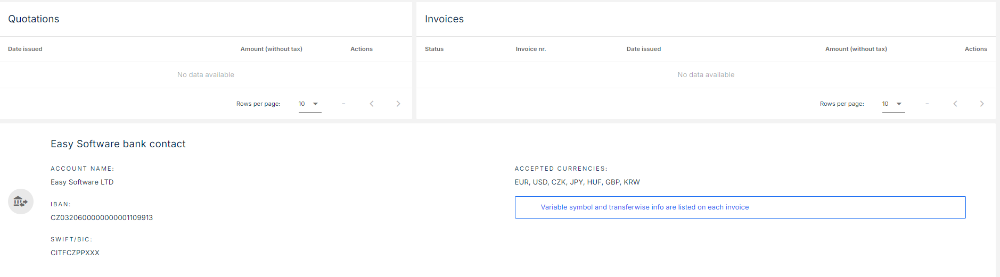 Quotations
Date issued Amount (without tax) Actions
No data available
Rows per page: 10 –
Invoices
Status Invoice nr. Date issued Amount (without tax) Actions
No data available
Rows per page: 10 –
Easy Software bank contact
ACCOUNT NAME:
Easy Software LTD
IBAN:
CZ0320600000000001109913
SWIFT/BIC:
CITFCZPPXXX
ACCEPTED CURRENCIES:
EUR, USD, CZK, JPY, HUF, GBP, KRW
Variable symbol and transferwise info are listed on each invoice